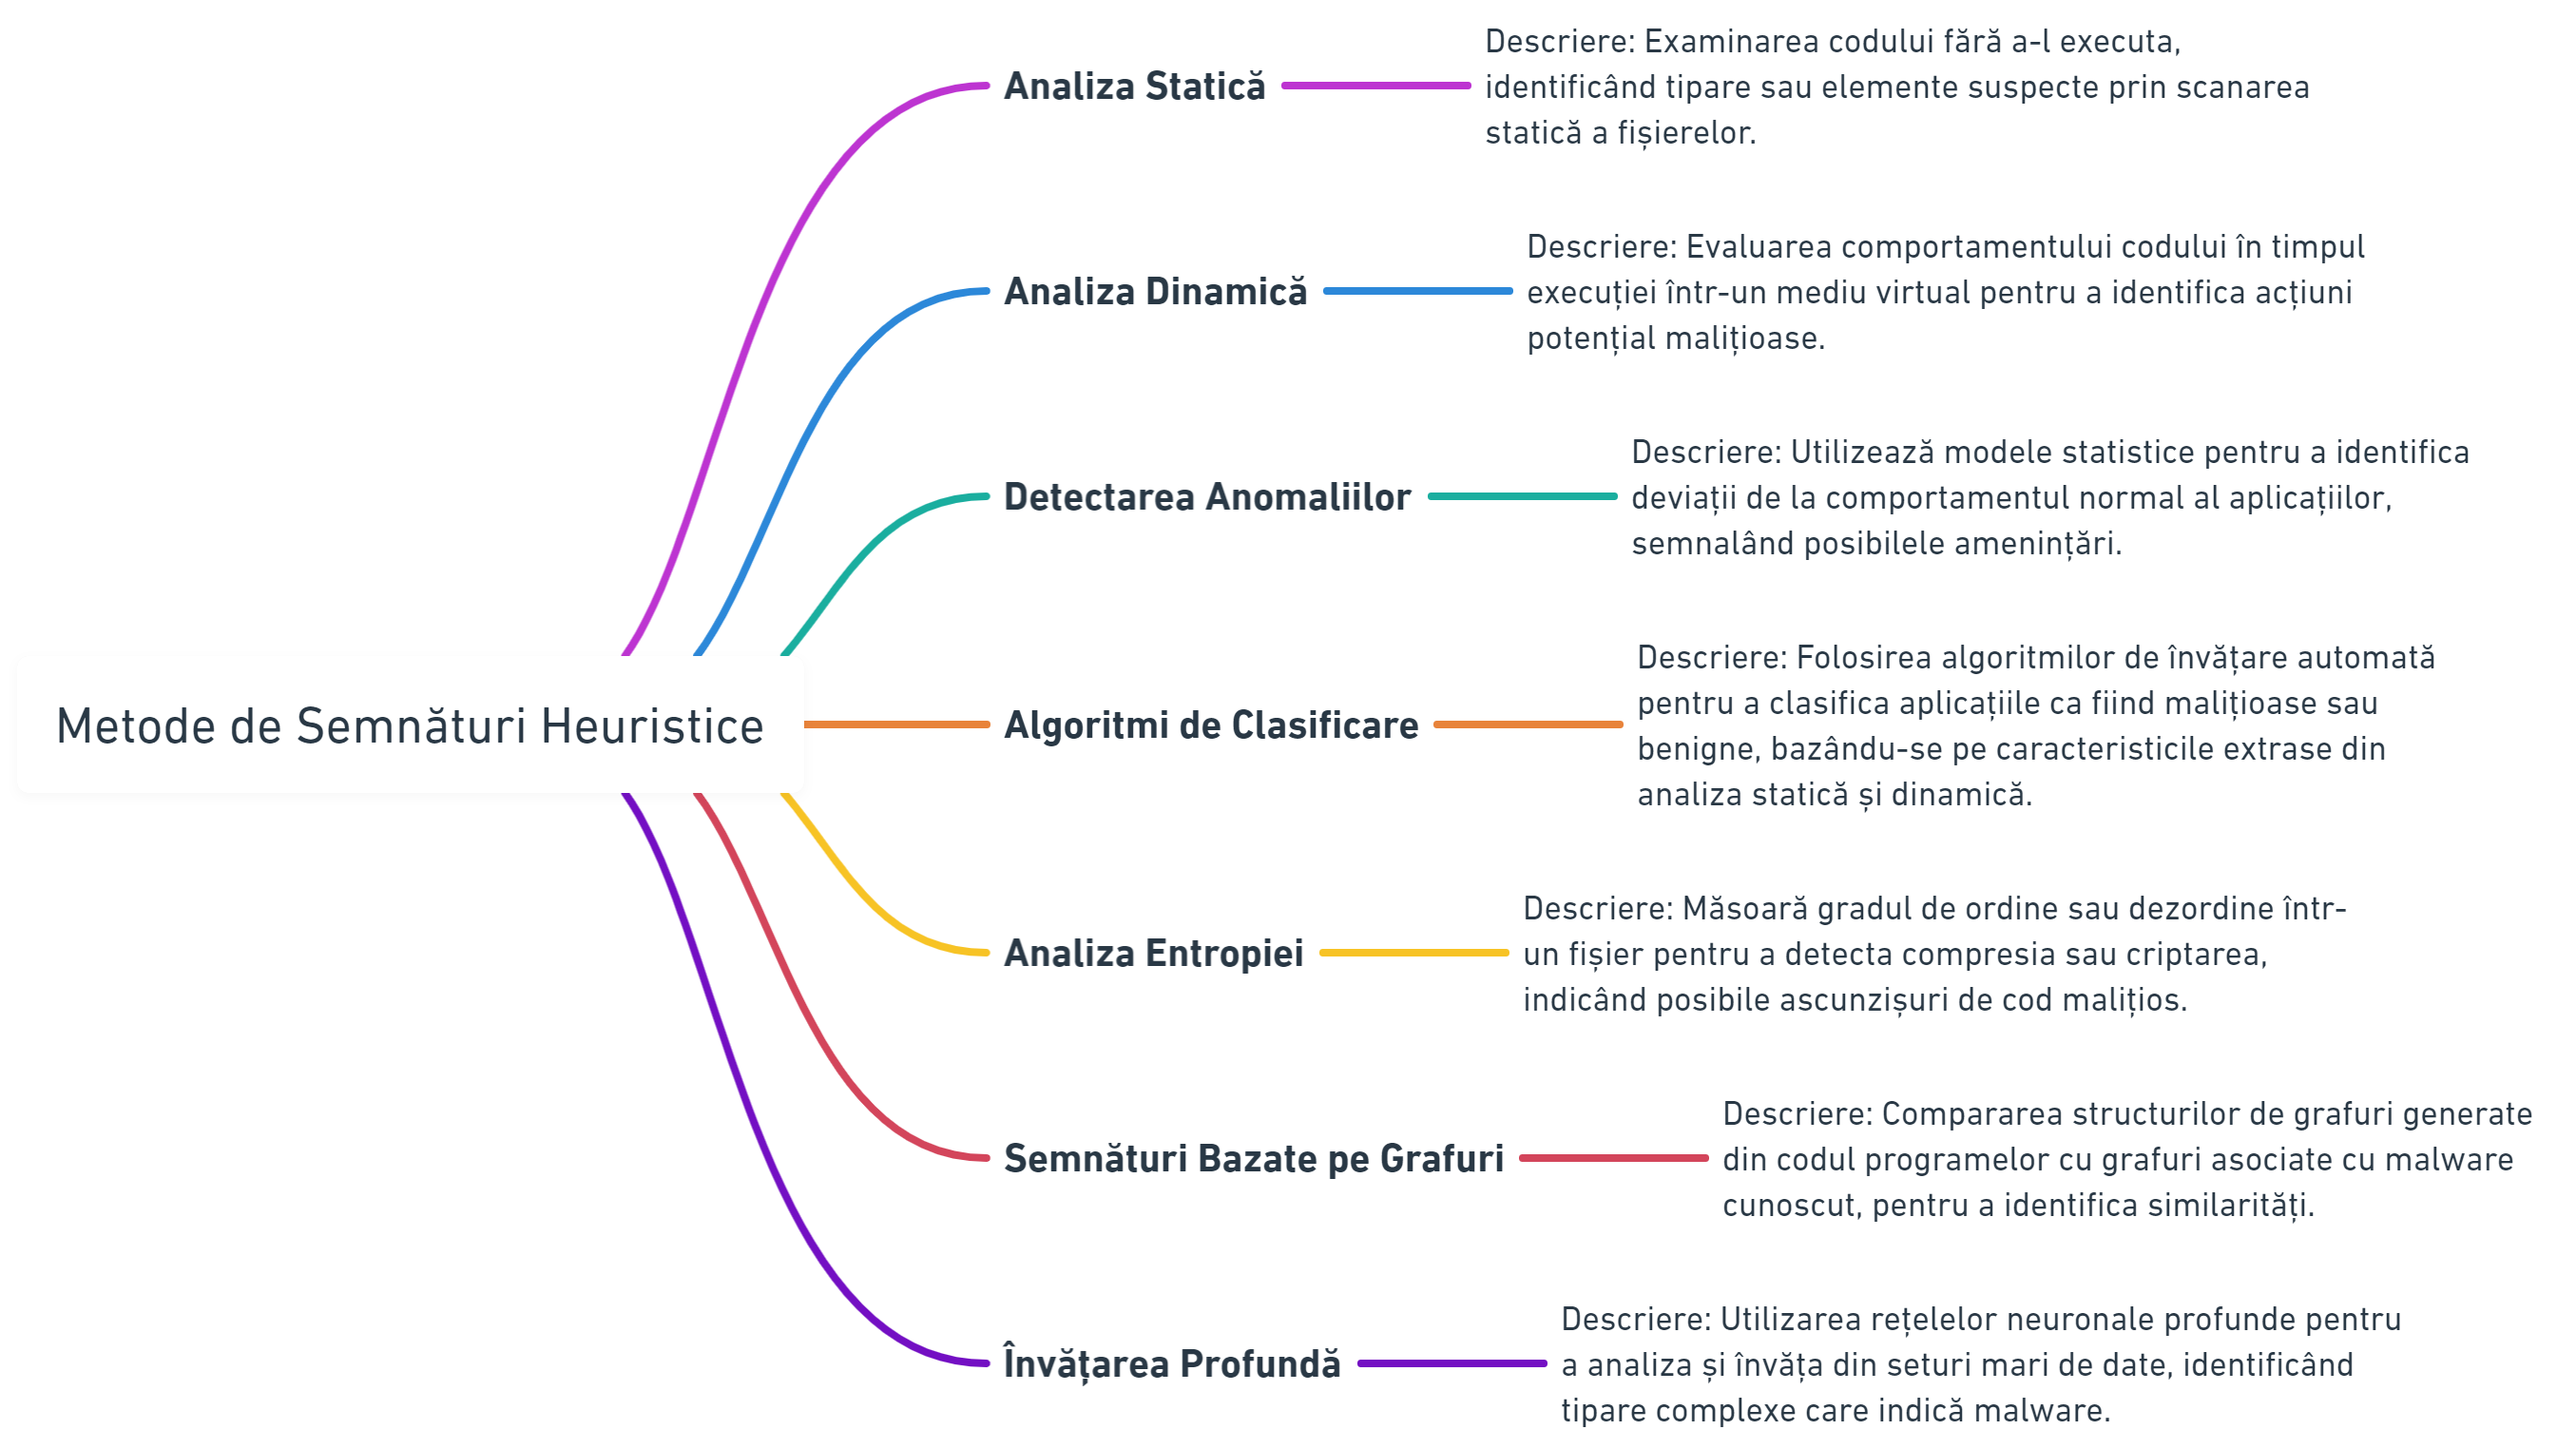 Metode de Semnături Heuristice
Analiza Statică
Descriere: Examinarea codului fără a-l executa,
identificând tipare sau elemente suspecte prin scanarea
statică a fișierelor.
Analiza Dinamică
Descriere: Evaluarea comportamentului codului în timpul
execuției într-un mediu virtual pentru a identifica acțiuni
potențial malițioase.
Detectarea Anomaliilor
Descriere: Utilizează modele statistice pentru a identifica
deviații de la comportamentul normal al aplicațiilor,
semnalând posibilele amenințări.
Algoritmi de Clasificare
Descriere: Folosirea algoritmilor de învățare automată
pentru a clasifica aplicațiile ca fiind malițioase sau
benigne, bazându-se pe caracteristicile extrase din
analiza statică și dinamică.
Analiza Entropiei
Descriere: Măsoară gradul de ordine sau dezordine într-
un fișier pentru a detecta compresia sau criptarea,
indicând posibile ascunzișuri de cod malițios.
Semnături Bazate pe Grafuri
Descriere: Compararea structurilor de grafuri generate
din codul programelor cu grafuri asociate cu malware
cunoscut, pentru a identifica similarități.
Învățarea Profundă
Descriere: Utilizarea rețelelor neuronale profunde pentru
a analiza și învăța din seturi mari de date, identificând
tipare complexe care indică malware.